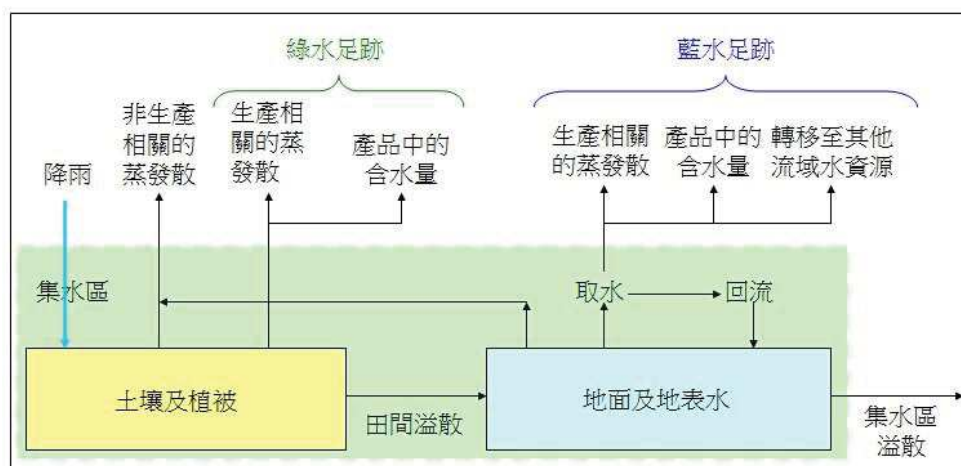 綠水足跡
藍水足跡
降雨
非生產
相關的
蒸發散
生產相
關的蒸
發散
產品中的
含水量
生產相關
的蒸發散
產品中的
含水量
轉移至其他
流域水資源
集水區
取水
回流
土壤及植被
田間溢散
地面及地表水
集水區
溢散